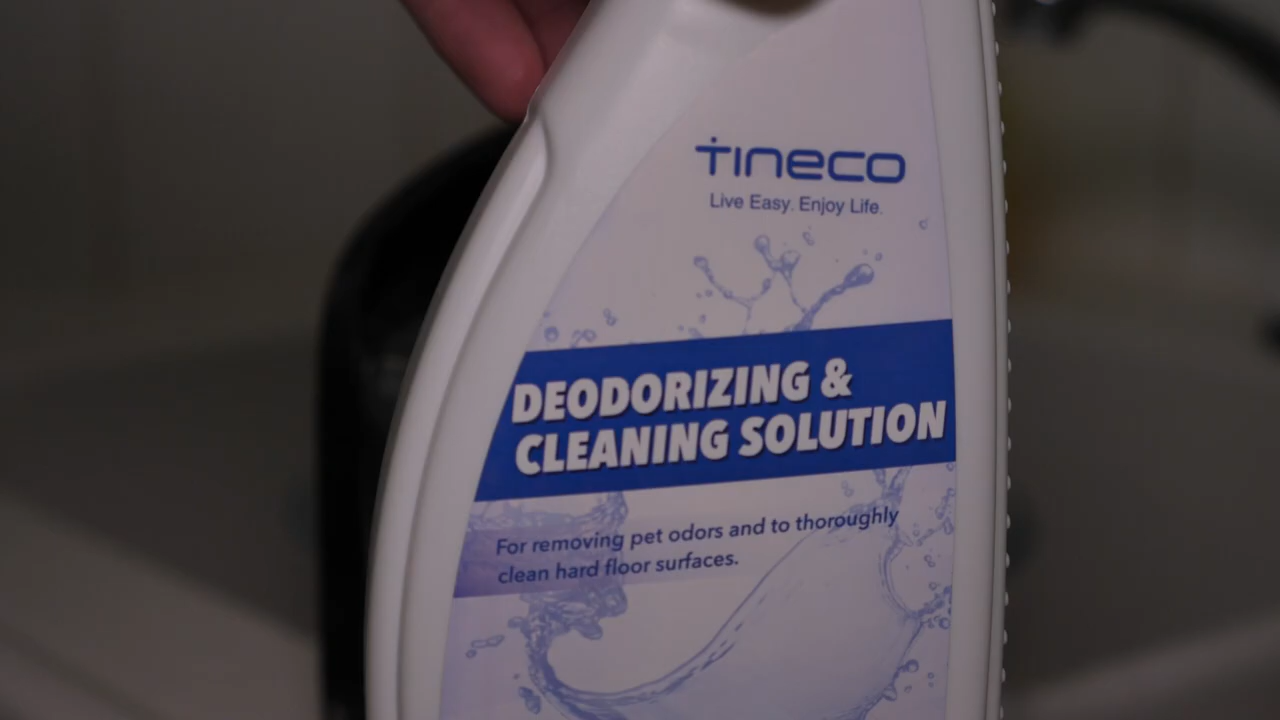 tineco
Live Easy. Enjoy Life.
DEODORIZING &
CLEANING SOLUTION
For removing pet odors and to thoroughly
clean hard floor surfaces.